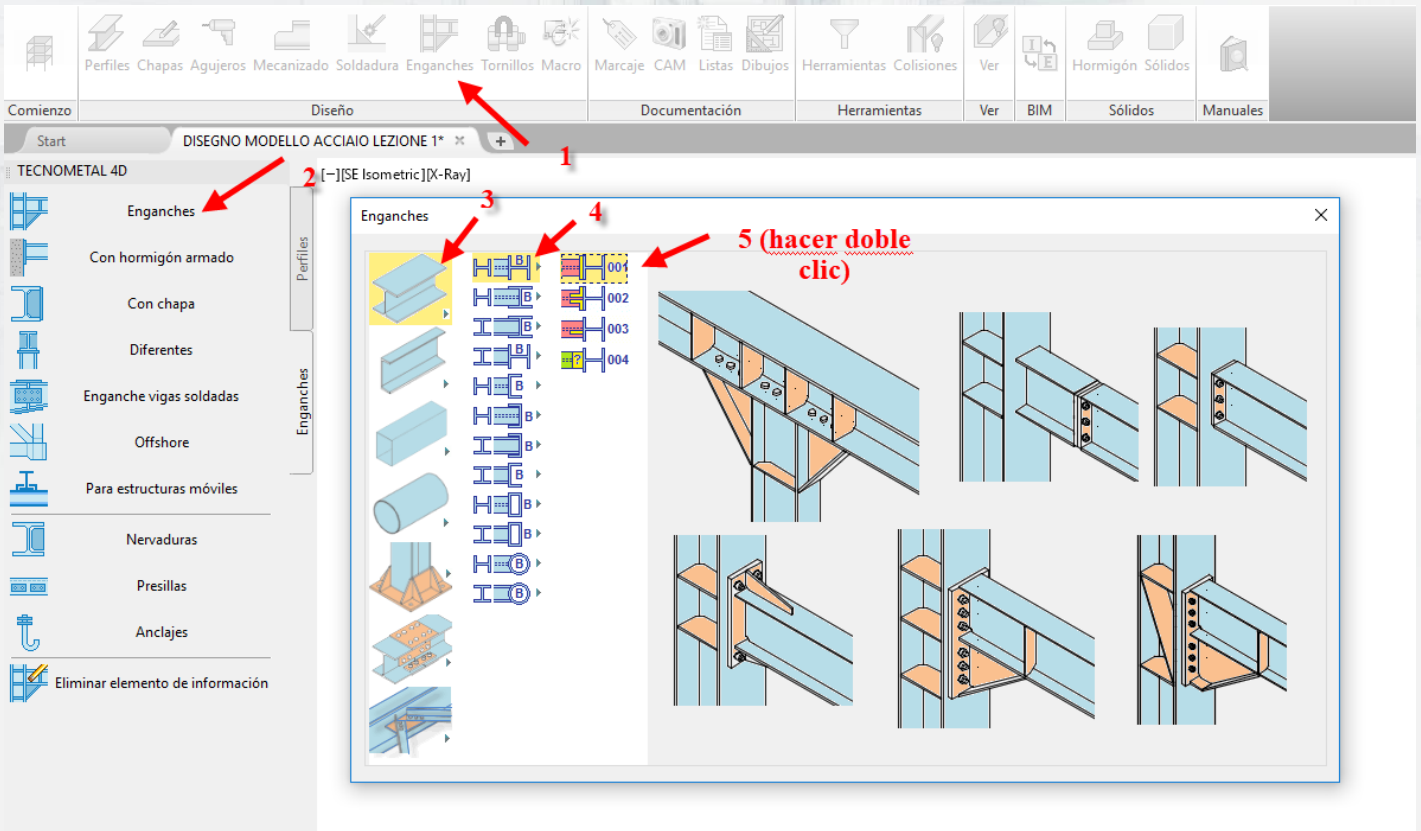 Perfiles Chapas Agujeros Mecanizado Soldadura Enganches Tornillos Macro Marcaje CAM Listas Dibujos Herramientas Colisiones Ver Hormigón Sólidos
Comienzo Diseño Documentación Herramientas Ver BIM Sólidos Manuales
Start DISEGNO MODELLO ACCIAIO LEZIONE 1* +
1
TECNOMETAL 4D
2 [−][SE Isometric][X-Ray]
Enganches
Con hormigón armado
Con chapa
Diferentes
Enganche vigas soldadas
Offshore
Para estructuras móviles
Nervaduras
Presillas
Anclajes
Eliminar elemento de información
Perfiles
Enganches
Enganches
3
4
5 (hacer doble
clic)
B
B
B
B
B
B
B
B
B
B
B
B
001
002
003
? 004
I
E